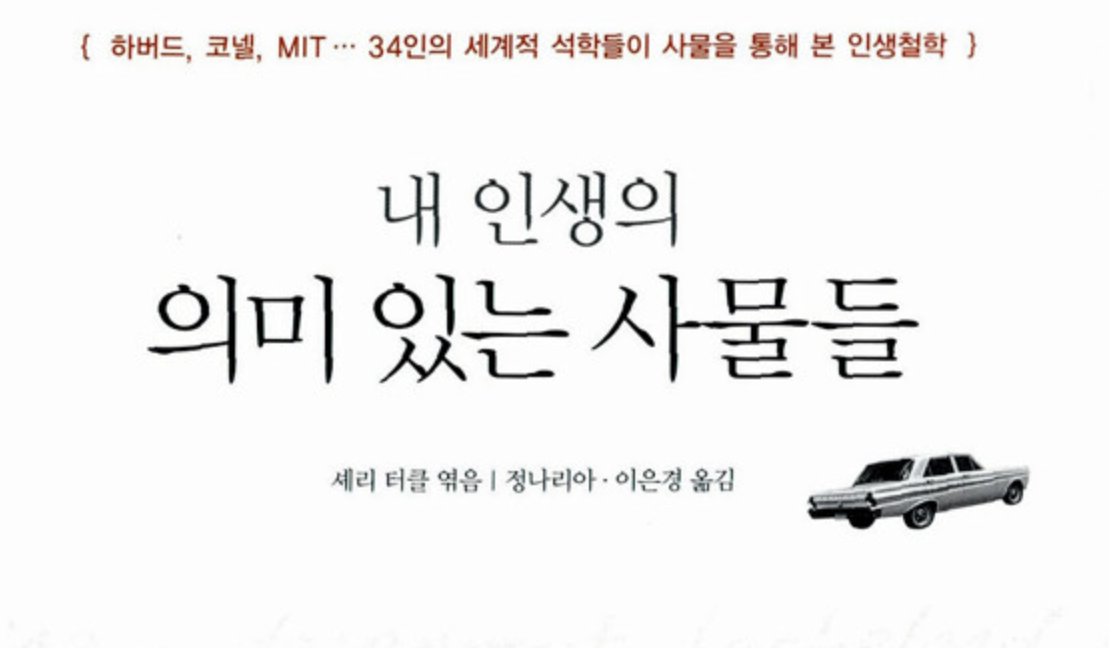 { 하버드, 코넬, MIT… 34인의 세계적 석학들이 사물을 통해 본 인생철학 }
내 인생의
의미 있는 사물들
셰리 터클 엮음 | 정나리아·이은경 옮김